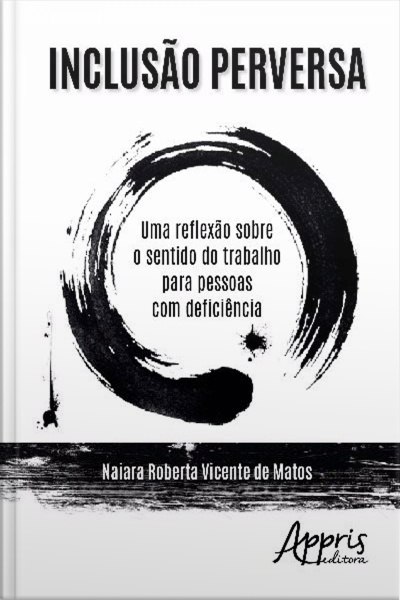 INCLUSÃO PERVERSA
Uma reflexão sobre
o sentido do trabalho
para pessoas
com deficiência
Naiara Roberta Vicente de Matos
Appris
editora